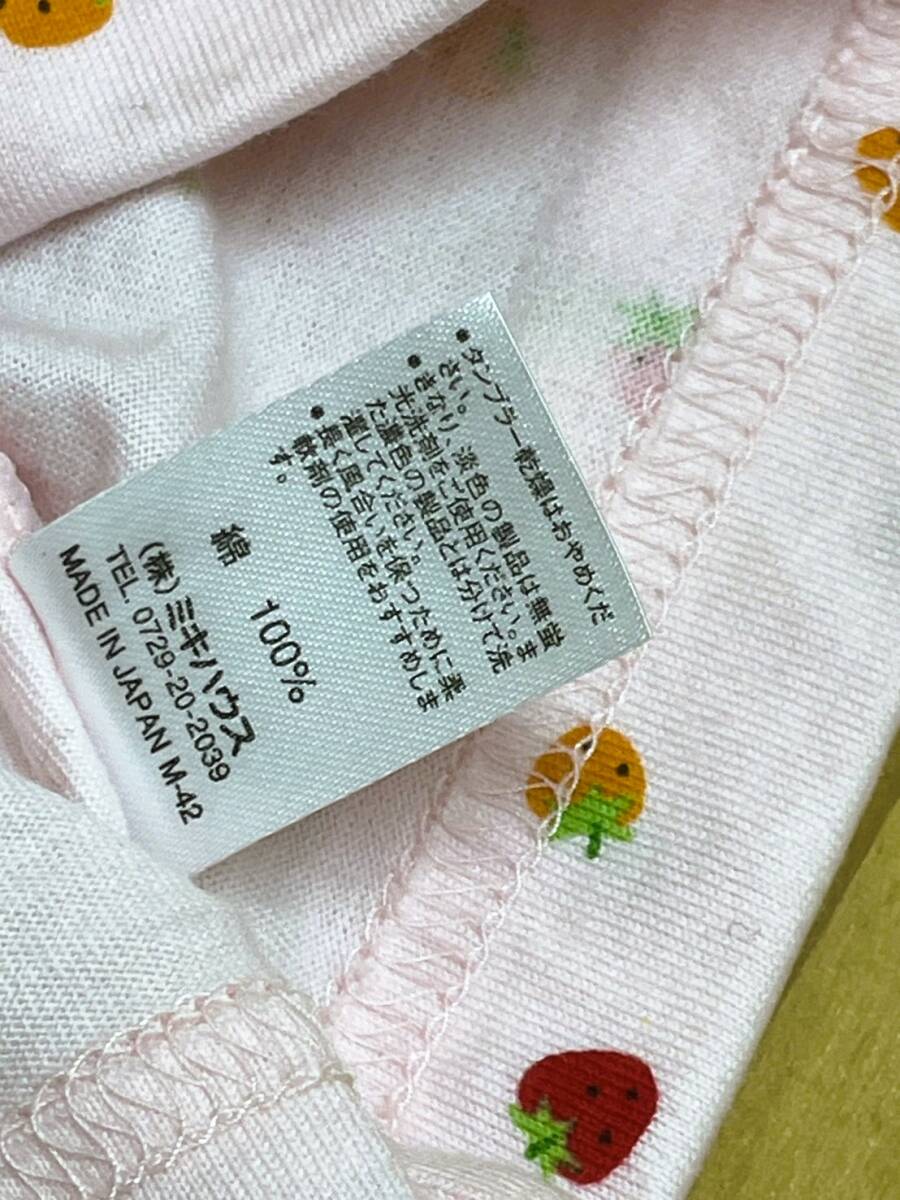 ●タンブラー乾燥はおやめくだ
さい。
●きなり、淡色の製品は無蛍
光洗剤をご使用ください。ま
た濃色の製品とは分けて洗
濯してください。
●長く風合いを保つために柔
軟剤の使用をおすすめしま
す。
綿 100%
(株)ミキハウス
TEL. 0729-20-2039
MADE IN JAPAN M-42